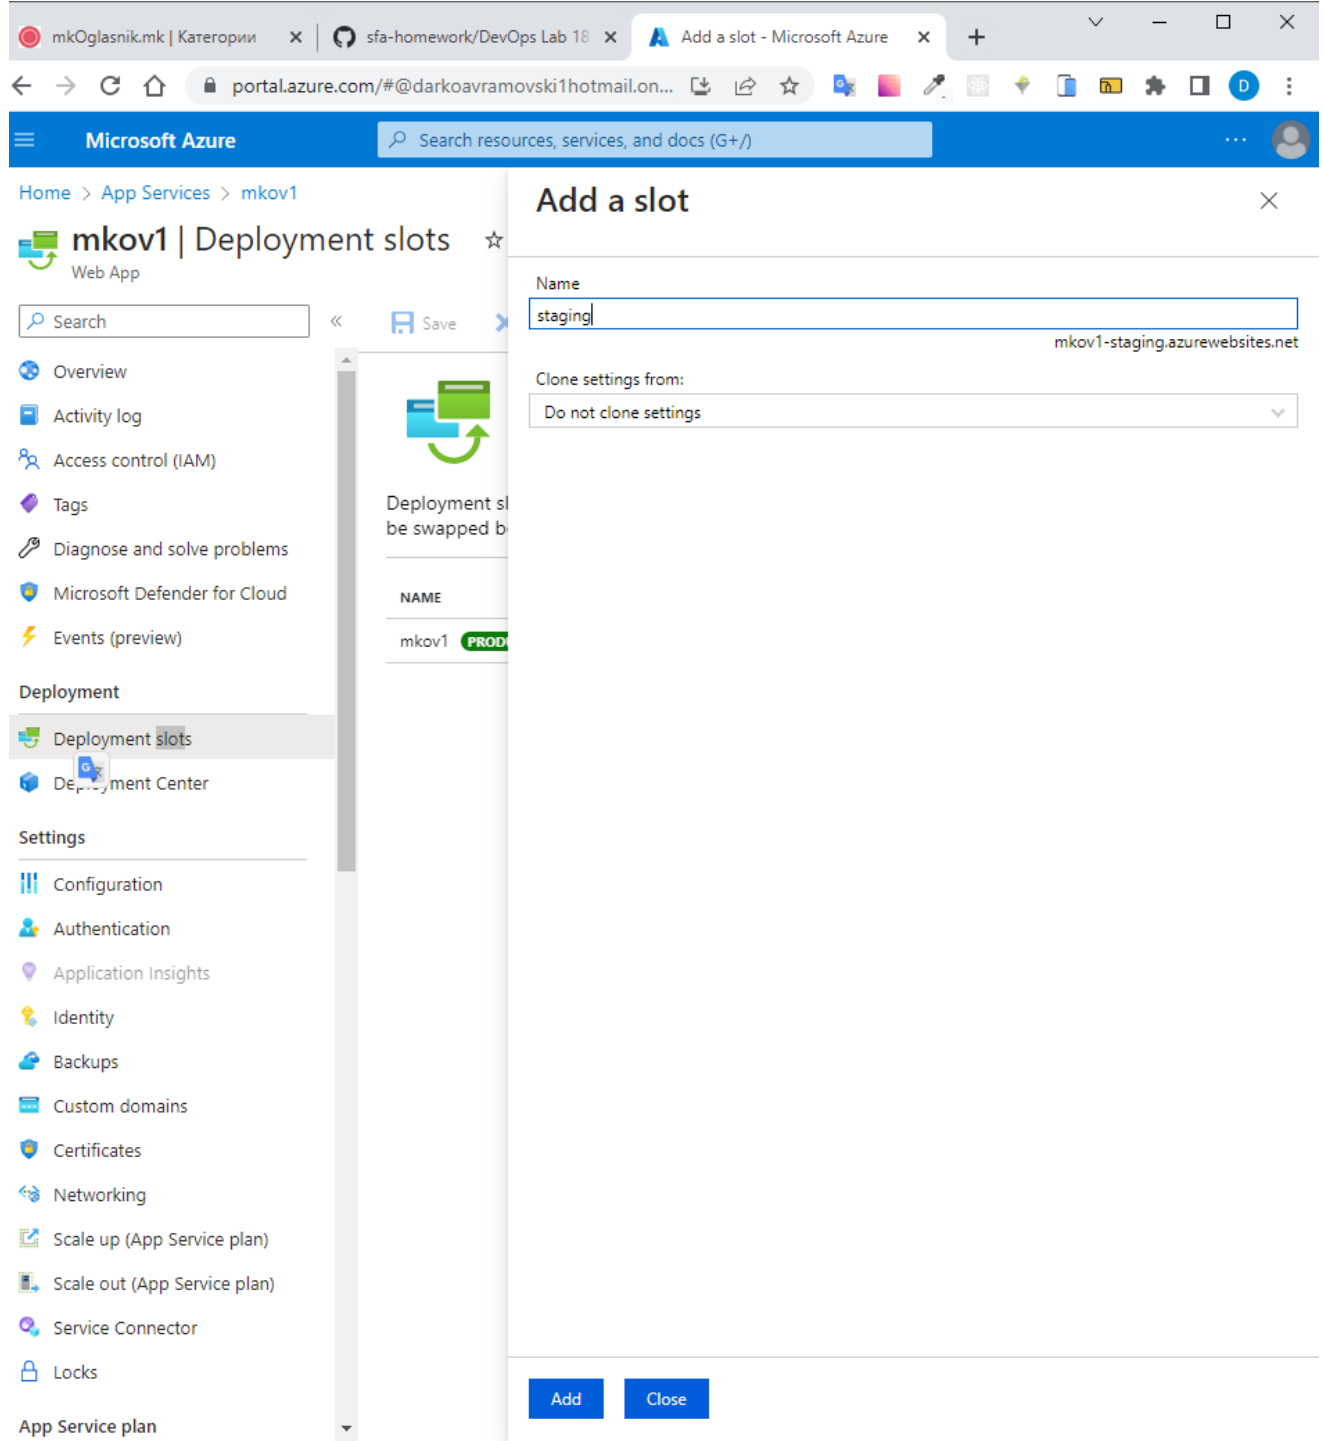 mkOglasnik.mk | Категории
sfa-homework/DevOps Lab 18
Add a slot - Microsoft Azure
portal.azure.com/#@darkoavramovski1hotmail.on...
D
Microsoft Azure
Search resources, services, and docs (G+/)
Home > App Services > mkov1
mkov1 | Deployment slots
Web App
Search
Overview
Activity log
Access control (IAM)
Tags
Diagnose and solve problems
Microsoft Defender for Cloud
Events (preview)
Deployment
Deployment slots
Deployment Center
Settings
Configuration
Authentication
Application Insights
Identity
Backups
Custom domains
Certificates
Networking
Scale up (App Service plan)
Scale out (App Service plan)
Service Connector
Locks
App Service plan
Save
Deployment sl
be swapped b
NAME
mkov1 PROD
Add a slot
Name
staging
mkov1-staging.azurewebsites.net
Clone settings from:
Do not clone settings
Add
Close